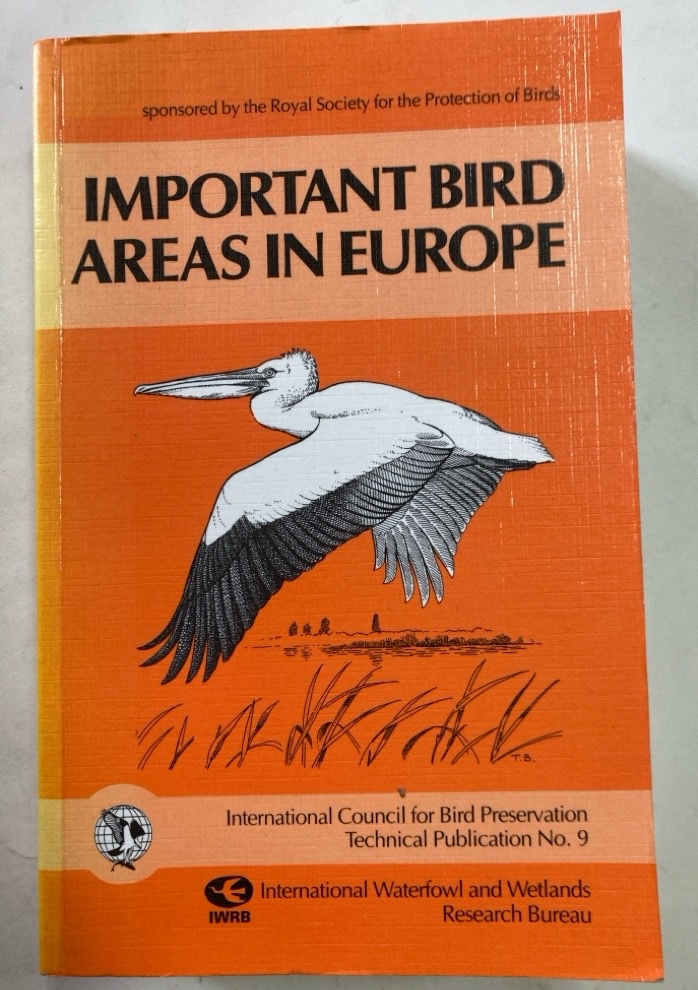 sponsored by the Royal Society for the Protection of Birds
IMPORTANT BIRD
AREAS IN EUROPE
T.B.
International Council for Bird Preservation
Technical Publication No. 9
International Waterfowl and Wetlands
IWRB
Research Bureau